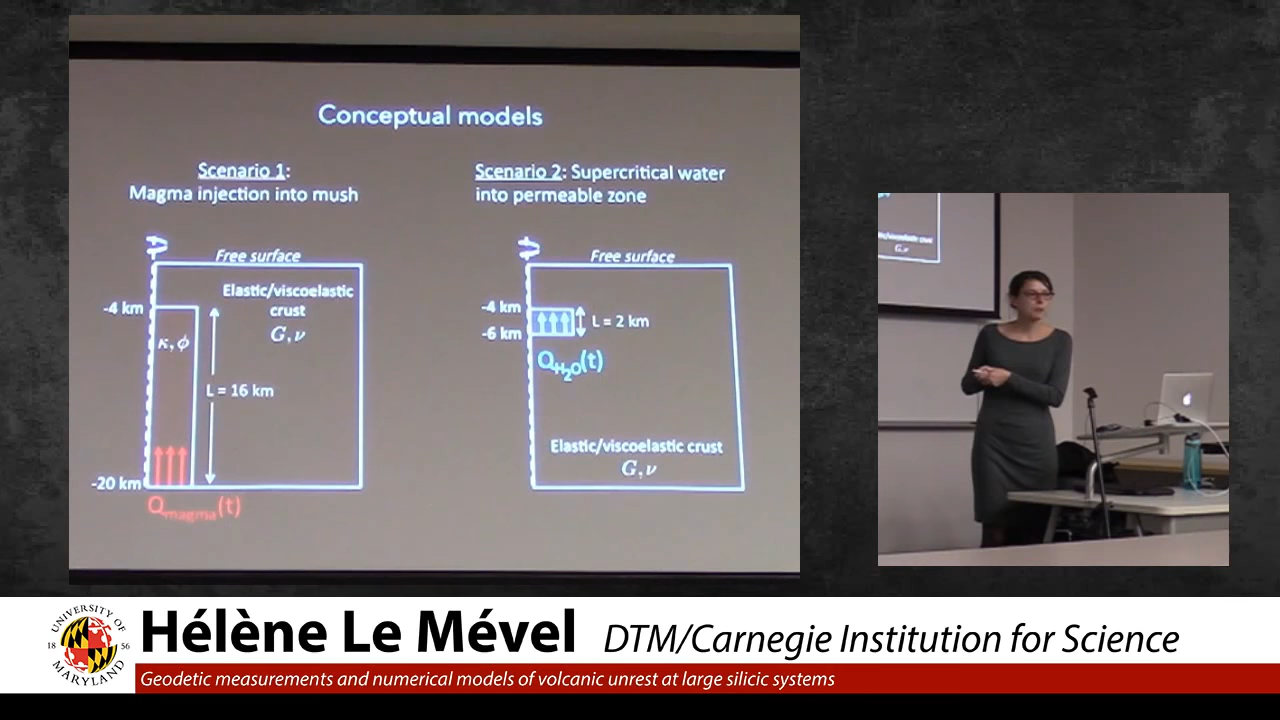 Conceptual models
Scenario 1:
Magma injection into mush
Free surface
-4 km
Elastic/viscoelastic
crust
G, ν
κ, ϕ
L = 16 km
-20 km
Qmagma(t)
Scenario 2: Supercritical water
into permeable zone
Free surface
-4 km
-6 km
L = 2 km
QH2O(t)
Elastic/viscoelastic crust
G, ν
UNIVERSITY OF
18 56
MARYLAND
Hélène Le Mével DTM/Carnegie Institution for Science
Geodetic measurements and numerical models of volcanic unrest at large silicic systems